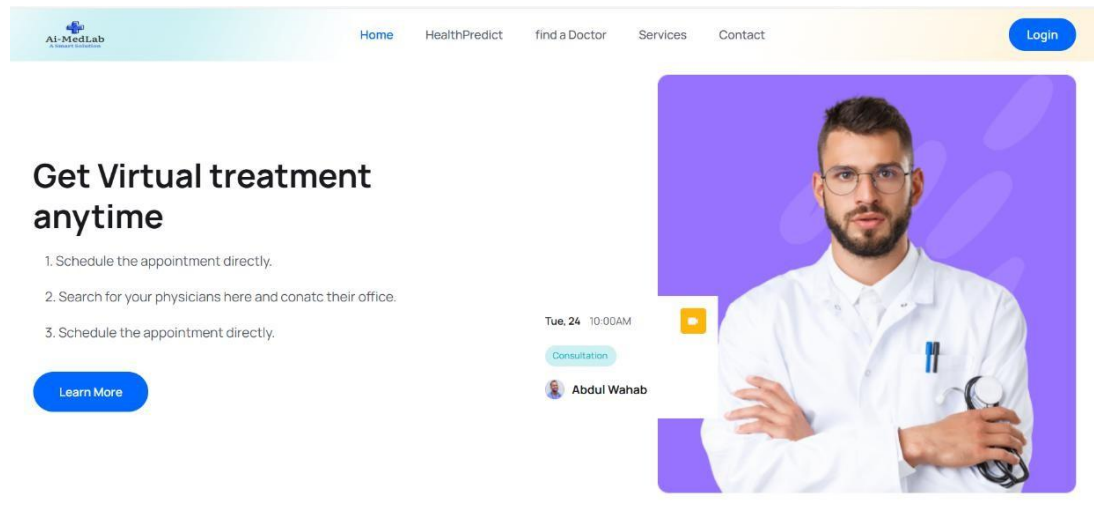 Ai-MedLab
A Smart Solution
Home
HealthPredict
find a Doctor
Services
Contact
Login
Get Virtual treatment
anytime
1. Schedule the appointment directly.
2. Search for your physicians here and conatc their office.
3. Schedule the appointment directly.
Learn More
Tue, 24 10:00AM
Consultation
Abdul Wahab